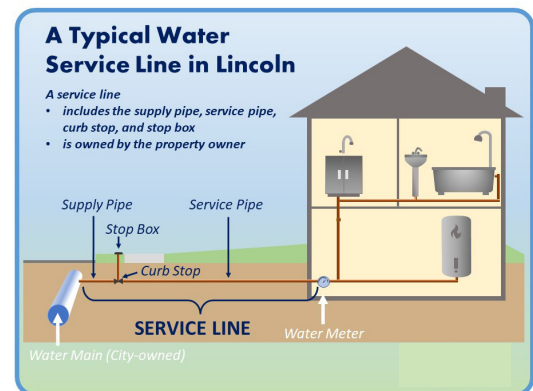 A Typical Water
Service Line in Lincoln
A service line
• includes the supply pipe, service pipe,
curb stop, and stop box
• is owned by the property owner
Supply Pipe
Service Pipe
Stop Box
Curb Stop
SERVICE LINE
Water Meter
Water Main (City-owned)